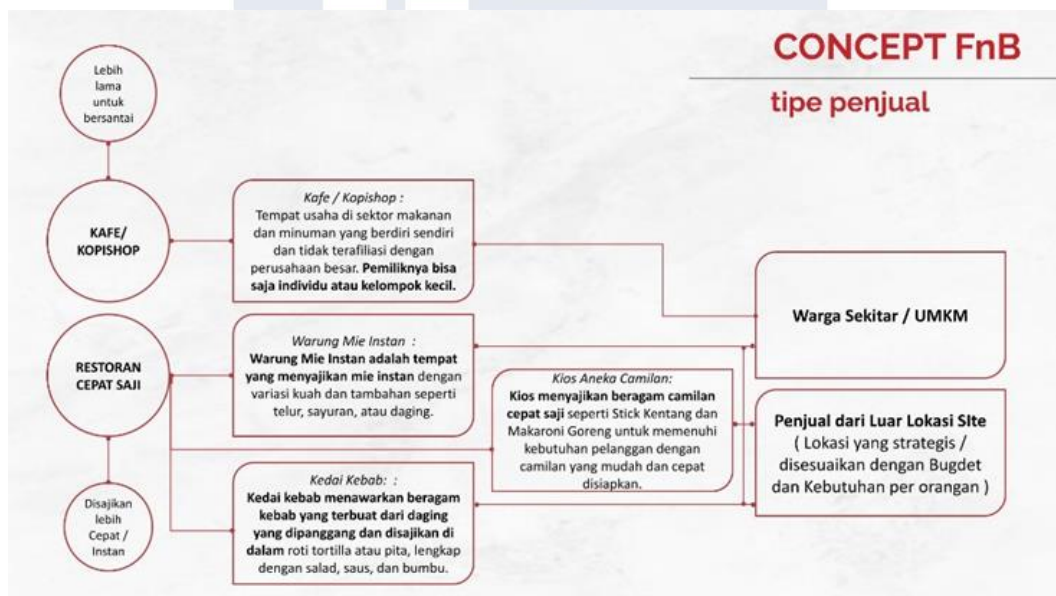 CONCEPT FnB
tipe penjual
Lebih
lama
untuk
bersantai
KAFE/
KOPISHOP
Kafe / Kopishop :
Tempat usaha di sektor makanan
dan minuman yang berdiri sendiri
dan tidak terafiliasi dengan
perusahaan besar. Pemiliknya bisa
saja individu atau kelompok kecil.
Warga Sekitar / UMKM
RESTORAN
CEPAT SAJI
Warung Mie Instan :
Warung Mie Instan adalah tempat
yang menyajikan mie instan dengan
variasi kuah dan tambahan seperti
telur, sayuran, atau daging.
Kios Aneka Camilan:
Kios menyajikan beragam camilan
cepat saji seperti Stick Kentang dan
Makaroni Goreng untuk memenuhi
kebutuhan pelanggan dengan
camilan yang mudah dan cepat
disiapkan.
Penjual dari Luar Lokasi SIte
( Lokasi yang strategis /
disesuaikan dengan Bugdet
dan Kebutuhan per orangan )
Disajikan
lebih
Cepat /
Instan
Kedai Kebab: :
Kedai kebab menawarkan beragam
kebab yang terbuat dari daging
yang dipanggang dan disajikan di
dalam roti tortilla atau pita, lengkap
dengan salad, saus, dan bumbu.